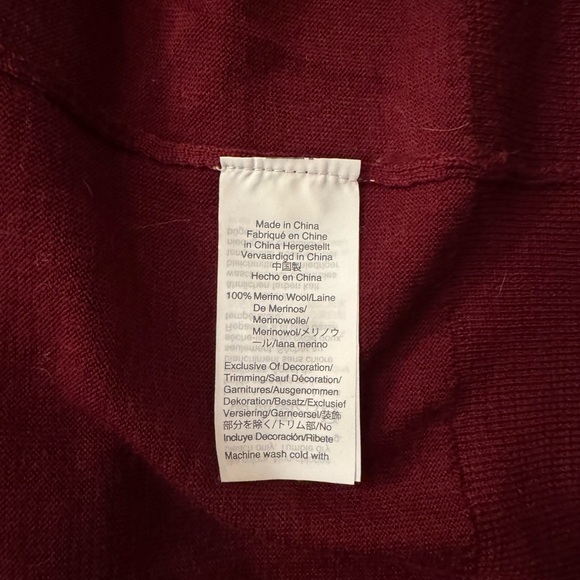 Made in China
Fabriqué en Chine
in China Hergestellt
Vervaardigd in China
中国製
Hecho en China
100% Merino Wool/Laine
De Merinos/
Merinowolle/
Merinowol/メリノウ
ール/lana merino
Exclusive Of Decoration/
Trimming/Sauf Décoration/
Garnitures/Ausgenommen
Dekoration/Besatz/Exclusief
Versiering/Garneersel/装飾
部分を除く/トリム部/No
Incluye Decoración/Ribete
Machine wash cold with